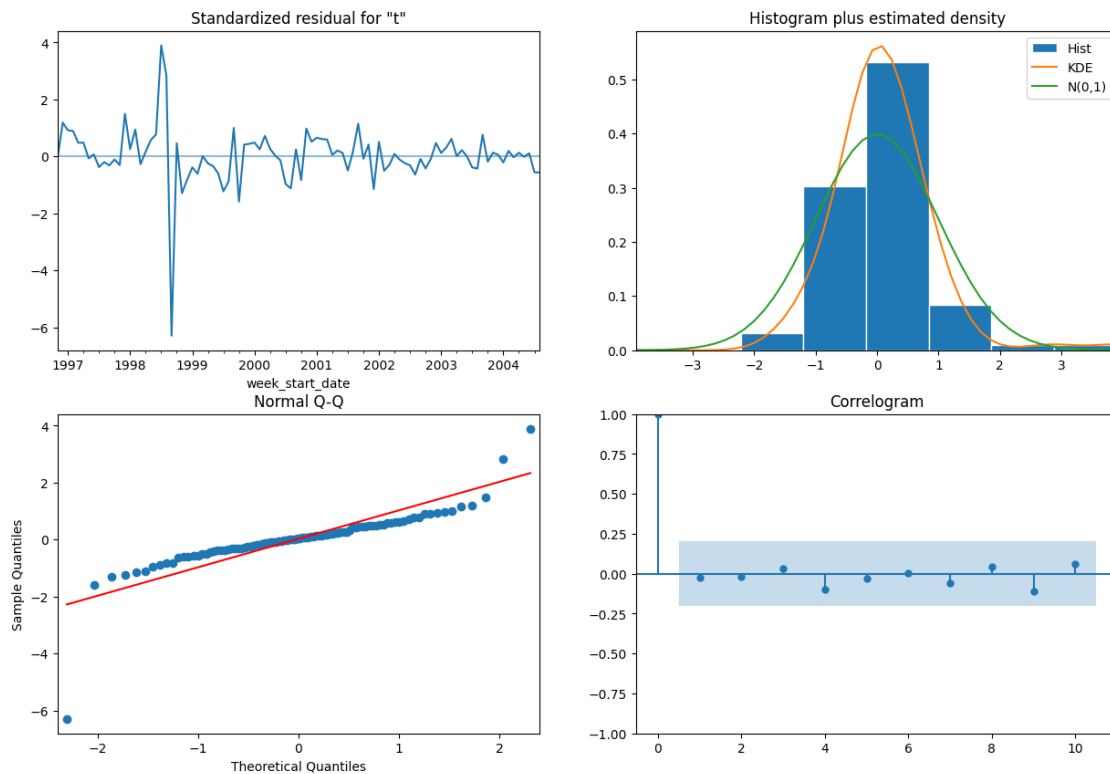 Standardized residual for "t"
4
2
0
−2
−4
−6
1997 1998 1999 2000 2001 2002 2003 2004
week_start_date
Histogram plus estimated density
Hist
KDE
N(0,1)
0.5
0.4
0.3
0.2
0.1
0.0
−3 −2 −1 0 1 2 3
Normal Q-Q
Sample Quantiles
4
2
0
−2
−4
−6
−2 −1 0 1 2
Theoretical Quantiles
Correlogram
1.00
0.75
0.50
0.25
0.00
−0.25
−0.50
−0.75
−1.00
0 2 4 6 8 10